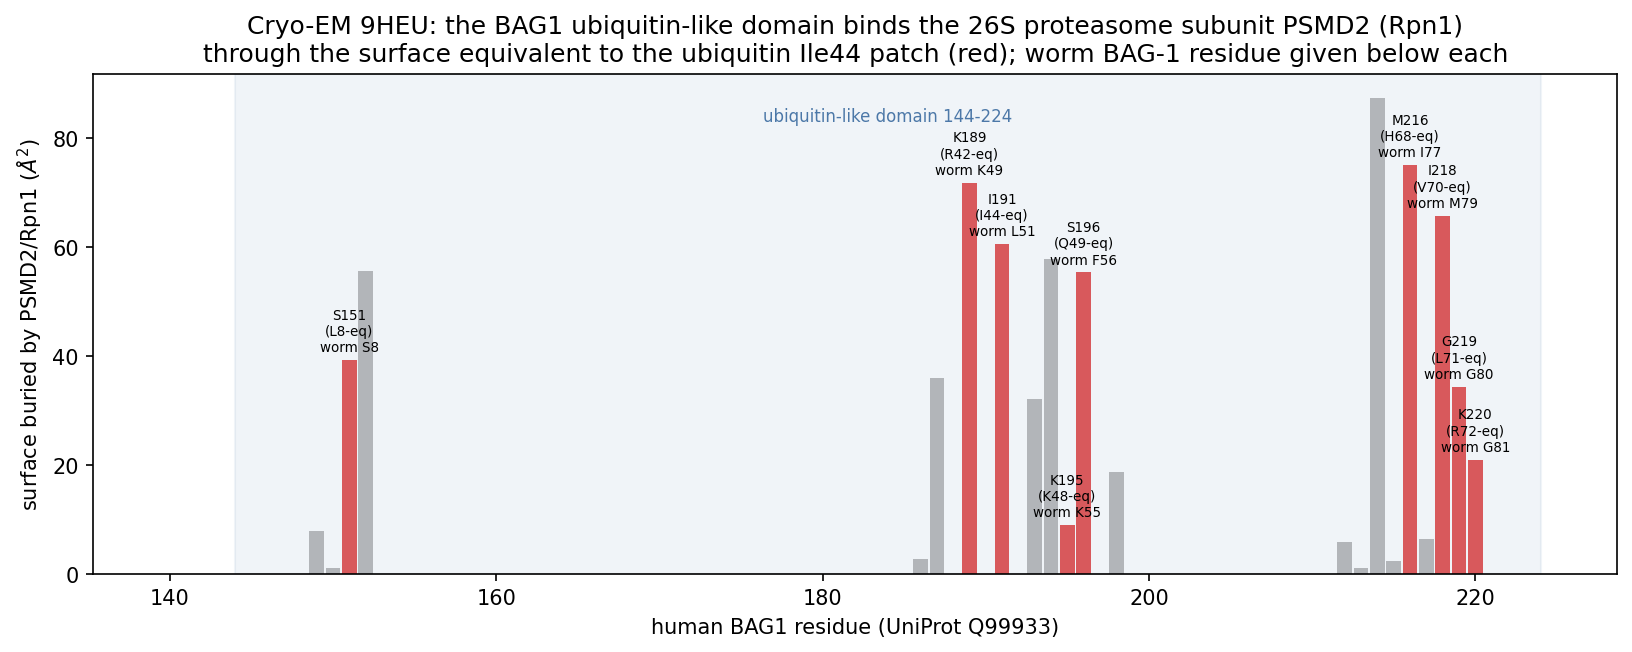 Cryo-EM 9HEU: the BAG1 ubiquitin-like domain binds the 26S proteasome subunit PSMD2 (Rpn1)
through the surface equivalent to the ubiquitin Ile44 patch (red); worm BAG-1 residue given below each
surface buried by PSMD2/Rpn1 (Å²)
80
60
40
20
0
ubiquitin-like domain 144-224
S151
(L8-eq)
worm S8
K189
(R42-eq)
worm K49
I191
(I44-eq)
worm L51
K195
(K48-eq)
worm K55
S196
(Q49-eq)
worm F56
M216
(H68-eq)
worm I77
I218
(V70-eq)
worm M79
G219
(L71-eq)
worm G80
K220
(R72-eq)
worm G81
140
160
180
200
220
human BAG1 residue (UniProt Q99933)